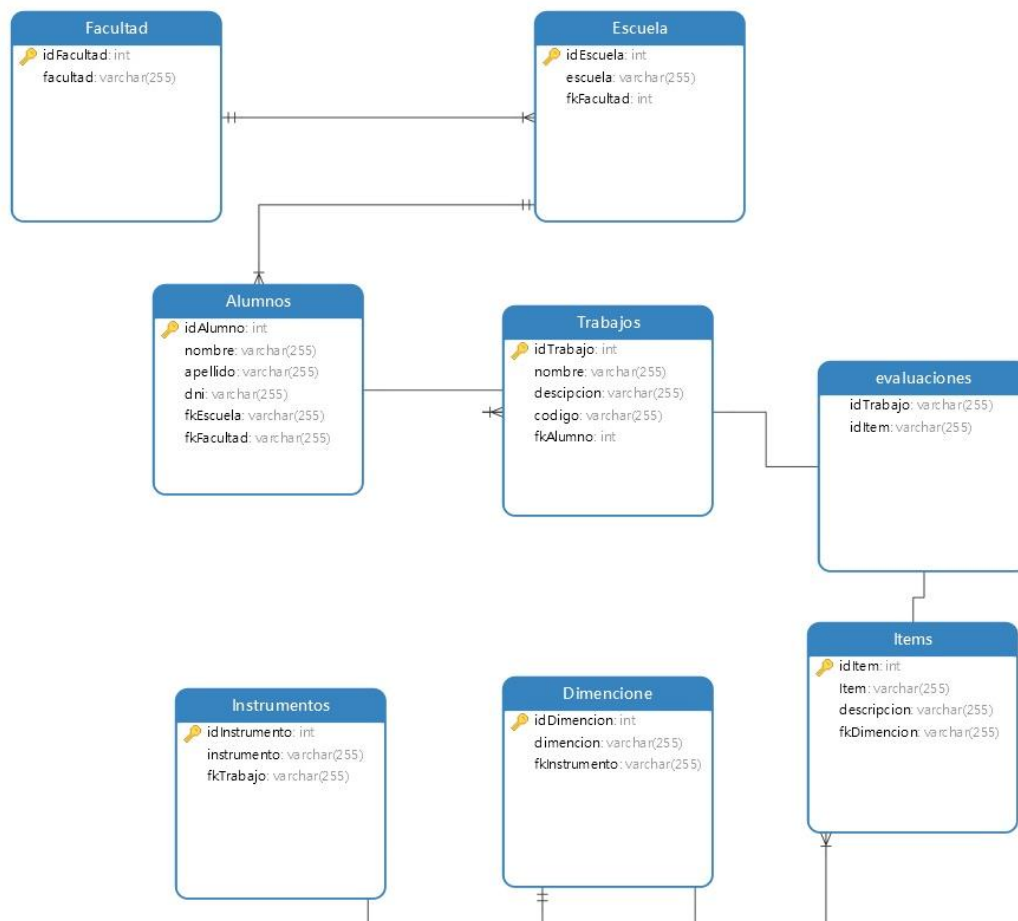 Facultad
idFacultad: int
facultad: varchar(255)
Escuela
idEscuela: int
escuela: varchar(255)
fkFacultad: int
Alumnos
idAlumno: int
nombre: varchar(255)
apellido: varchar(255)
dni: varchar(255)
fkEscuela: varchar(255)
fkFacultad: varchar(255)
Trabajos
idTrabajo: int
nombre: varchar(255)
descipcion: varchar(255)
codigo: varchar(255)
fkAlumno: int
evaluaciones
idTrabajo: varchar(255)
idItem: varchar(255)
Instrumentos
idInstrumento: int
instrumento: varchar(255)
fkTrabajo: varchar(255)
Dimencione
idDimencion: int
dimencion: varchar(255)
fkInstrumento: varchar(255)
Items
idItem: int
Item: varchar(255)
descripcion: varchar(255)
fkDimencion: varchar(255)